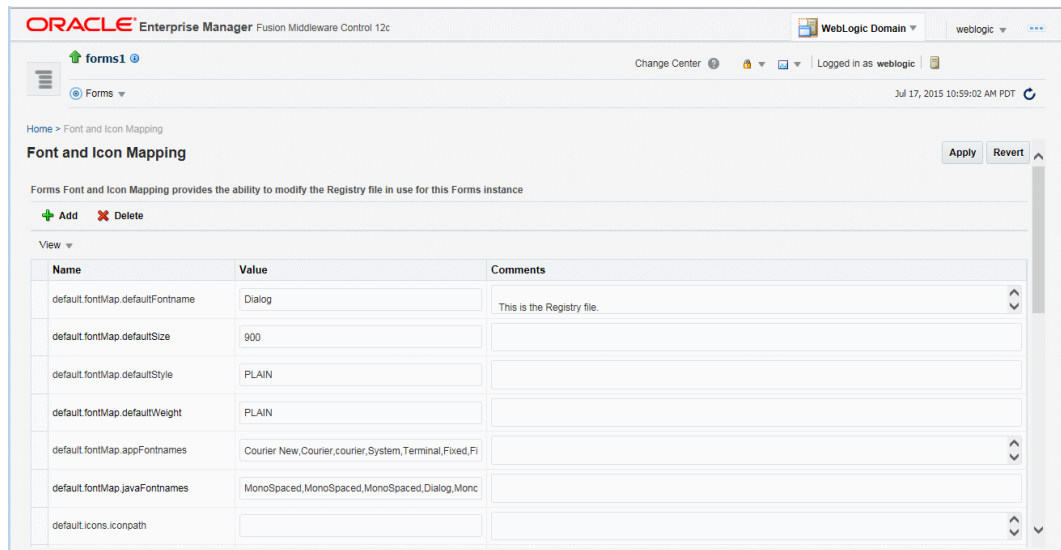 ORACLE Enterprise Manager Fusion Middleware Control 12c
WebLogic Domain
weblogic
forms1
Change Center
Logged in as weblogic
Forms
Jul 17, 2015 10:59:02 AM PDT
Home > Font and Icon Mapping
Font and Icon Mapping
Apply
Revert
Forms Font and Icon Mapping provides the ability to modify the Registry file in use for this Forms instance
Add
Delete
View
Name Value Comments
default.fontMap.defaultFontname Dialog This is the Registry file.
default.fontMap.defaultSize 900
default.fontMap.defaultStyle PLAIN
default.fontMap.defaultWeight PLAIN
default.fontMap.appFontnames Courier New,Courier,courier,System,Terminal,Fixed,Fi
default.fontMap.javaFontnames MonoSpaced,MonoSpaced,MonoSpaced,Dialog,Mono
default.icons.iconpath